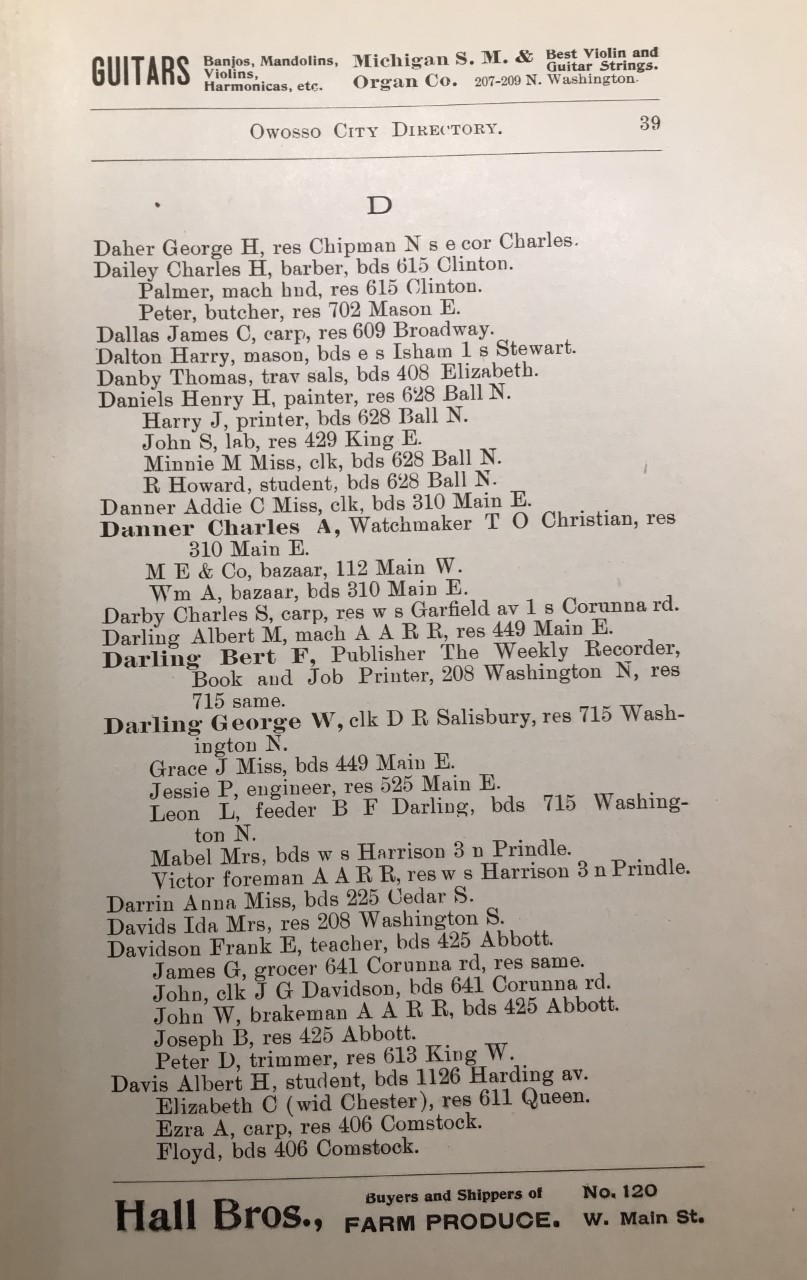 GUITARS Banjos, Mandolins, Violins, Harmonicas, etc. Michigan S. M. & Organ Co. 207-209 N. Washington. Best Violin and Guitar Strings.
OWOSSO CITY DIRECTORY. 39
D
Daher George H, res Chipman N s e cor Charles.
Dailey Charles H, barber, bds 615 Clinton.
Palmer, mach hnd, res 615 Clinton.
Peter, butcher, res 702 Mason E.
Dallas James C, carp, res 609 Broadway.
Dalton Harry, mason, bds e s Isham 1 s Stewart.
Danby Thomas, trav sals, bds 408 Elizabeth.
Daniels Henry H, painter, res 628 Ball N.
Harry J, printer, bds 628 Ball N.
John S, lab, res 429 King E.
Minnie M Miss, clk, bds 628 Ball N.
R Howard, student, bds 628 Ball N.
Danner Addie C Miss, clk, bds 310 Main E.
Danner Charles A, Watchmaker T O Christian, res
310 Main E.
M E & Co, bazaar, 112 Main W.
Wm A, bazaar, bds 310 Main E.
Darby Charles S, carp, res w s Garfield av 1 s Corunna rd.
Darling Albert M, mach A A R R, res 449 Main E.
Darling Bert F, Publisher The Weekly Recorder,
Book and Job Printer, 208 Washington N, res
715 same.
Darling George W, clk D R Salisbury, res 715 Wash-
ington N.
Grace J Miss, bds 449 Main E.
Jessie P, engineer, res 525 Main E.
Leon L, feeder B F Darling, bds 715 Washing-
ton N.
Mabel Mrs, bds w s Harrison 3 n Prindle.
Victor foreman A A R R, res w s Harrison 3 n Prindle.
Darrin Anna Miss, bds 225 Cedar S.
Davids Ida Mrs, res 208 Washington S.
Davidson Frank E, teacher, bds 425 Abbott.
James G, grocer 641 Corunna rd, res same.
John, clk J G Davidson, bds 641 Corunna rd.
John W, brakeman A A R R, bds 425 Abbott.
Joseph B, res 425 Abbott.
Peter D, trimmer, res 613 King W.
Davis Albert H, student, bds 1126 Harding av.
Elizabeth C (wid Chester), res 611 Queen.
Ezra A, carp, res 406 Comstock.
Floyd, bds 406 Comstock.
Hall Bros., Buyers and Shippers of FARM PRODUCE. No. 120 W. Main St.